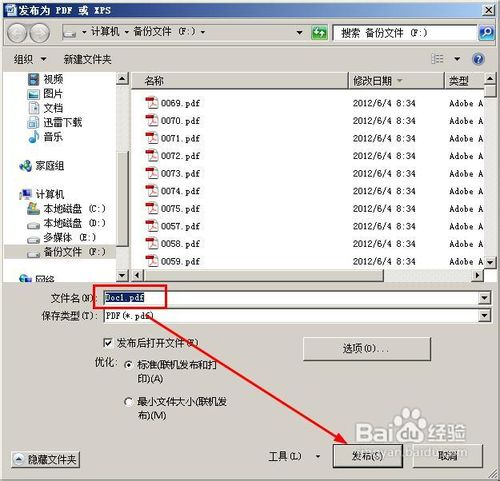 发布为 PDF 或 XPS
计算机 备份文件 (F:)
搜索 备份文件 (F:)
组织 新建文件夹
名称 修改日期 类型
视频
图片
文档
迅雷下载
音乐
家庭组
计算机
本地磁盘 (C:)
本地磁盘 (D:)
多媒体 (E:)
备份文件 (F:)
网络
0069.pdf 2012/6/4 8:34 Adobe A
0070.pdf 2012/6/4 8:34 Adobe A
0071.pdf 2012/6/4 8:34 Adobe A
0072.pdf 2012/6/4 8:34 Adobe A
0073.pdf 2012/6/4 8:34 Adobe A
0074.pdf 2012/6/4 8:34 Adobe A
0075.pdf 2012/6/4 8:34 Adobe A
0057.pdf 2012/6/4 8:34 Adobe A
0058.pdf 2012/6/4 8:34 Adobe A
0059.pdf 2012/6/4 8:34 Adobe A
文件名(N): Doc1.pdf
保存类型(T): PDF(*.pdf)
发布后打开文件(E)
优化: 标准(联机发布和打
印)(A)
最小文件大小(联机发
布)(M)
选项(O)...
隐藏文件夹
工具(L) 发布(S) 取消
Baidu 经验
jingyan.baidu.com